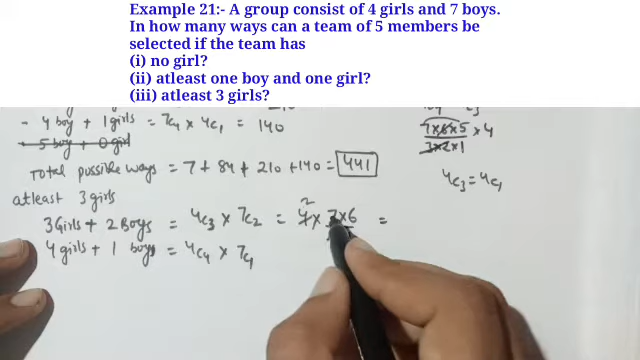 Example 21:- A group consist of 4 girls and 7 boys.
In how many ways can a team of 5 members be
selected if the team has
(i) no girl?
(ii) atleast one boy and one girl?
(iii) atleast 3 girls?
- 4 boy + 1 girls = 7C4 × 4C1 = 140
5 boy + 0 girl
7×6×5 × 4
3×2×1
Total possible ways = 7 + 84 + 210 + 140 = 441
4C3 = 4C1
atleast 3 girls
3 Girls + 2 Boys = 4C3 × 7C2 = 4 × 7×6 =
2
4 girls + 1 boys = 4C4 × 7C1